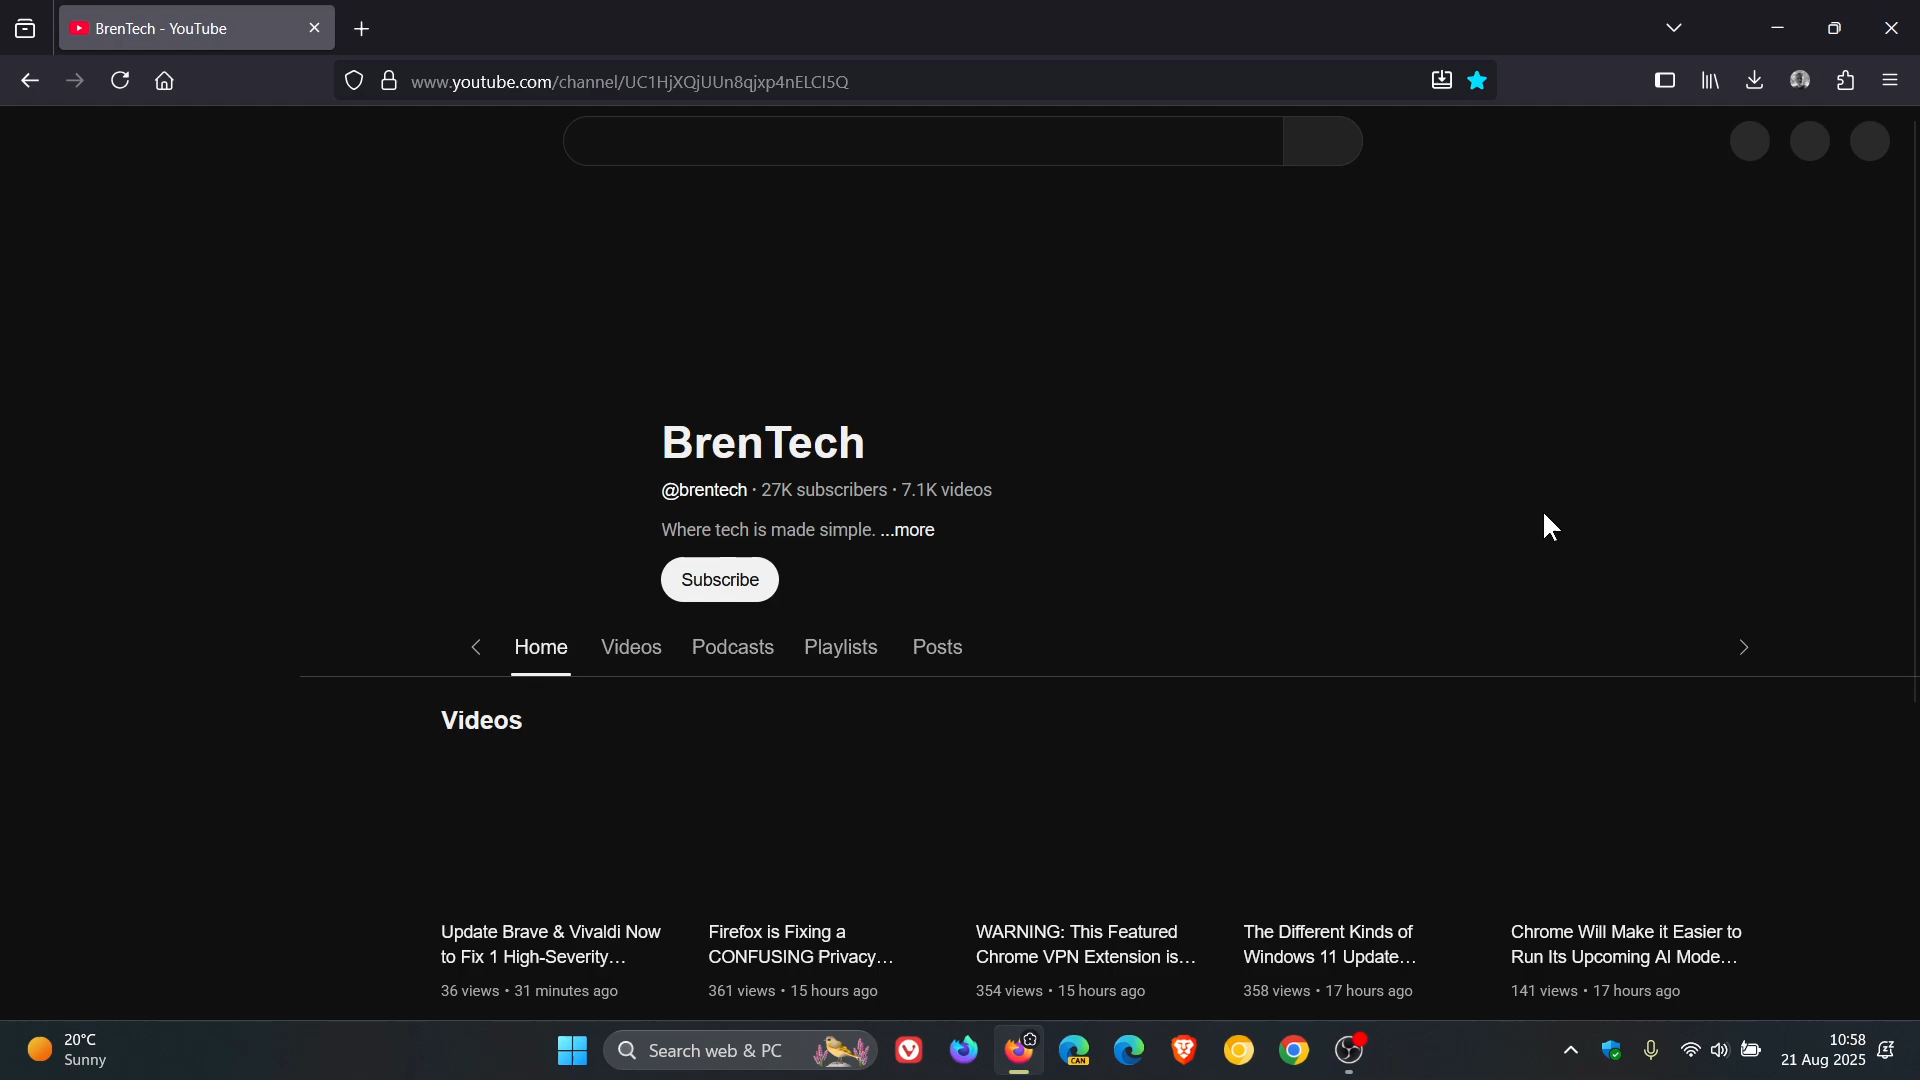 BrenTech - YouTube
www.youtube.com/channel/UC1HjXQjUUn8qjxp4nELCI5Q
BrenTech
@brentech · 27K subscribers · 7.1K videos
Where tech is made simple. ...more
Subscribe
Home Videos Podcasts Playlists Posts
Videos
Update Brave & Vivaldi Now
to Fix 1 High-Severity...
36 views • 31 minutes ago
Firefox is Fixing a
CONFUSING Privacy...
361 views • 15 hours ago
WARNING: This Featured
Chrome VPN Extension is...
354 views • 15 hours ago
The Different Kinds of
Windows 11 Update...
358 views • 17 hours ago
Chrome Will Make it Easier to
Run Its Upcoming AI Mode...
141 views • 17 hours ago
20°C
Sunny
Search web & PC
CAN
10:58
21 Aug 2025